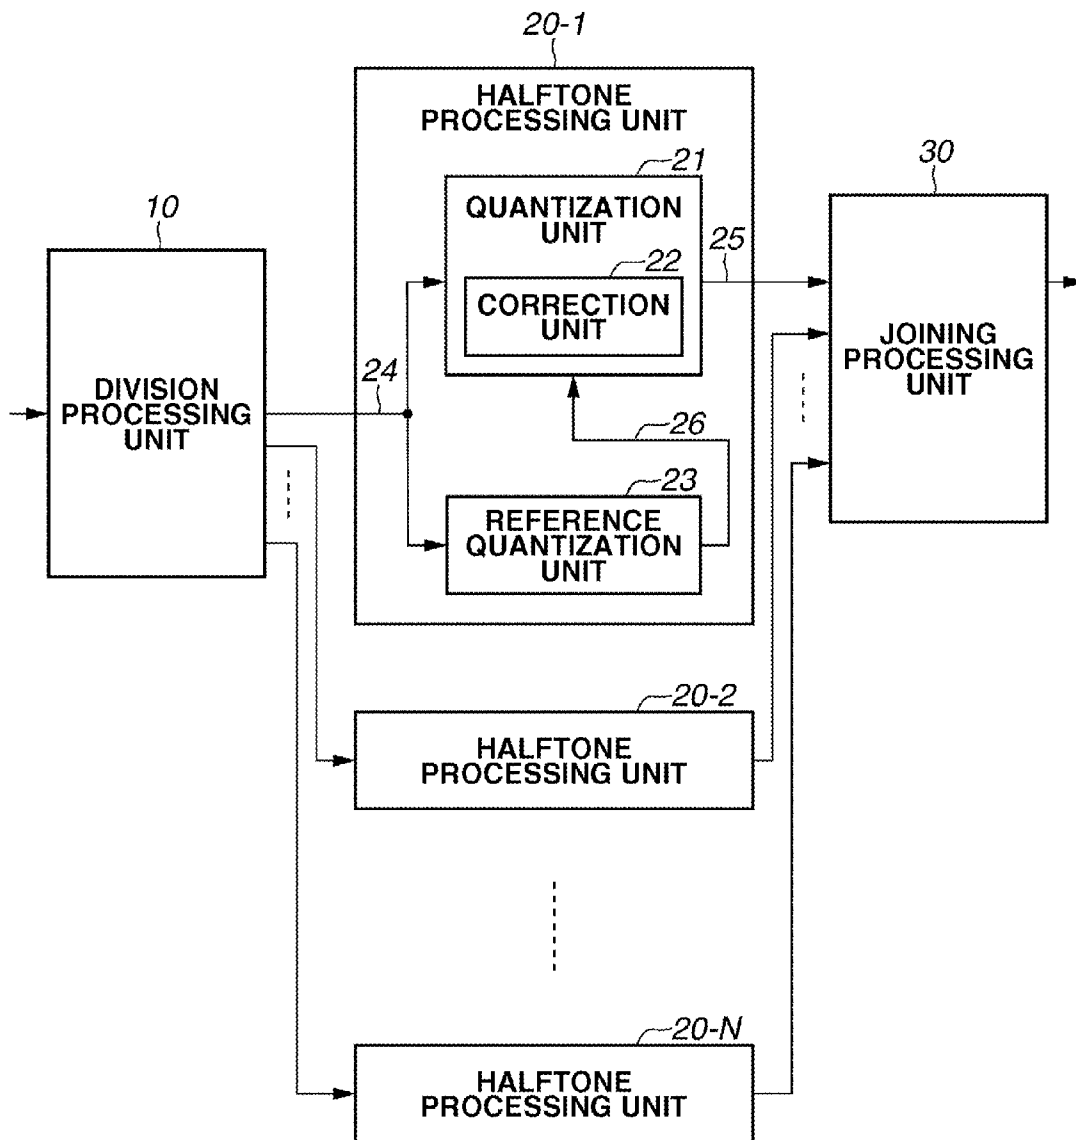 20-1
HALFTONE
PROCESSING UNIT
21
30
QUANTIZATION
UNIT
10
25
22
CORRECTION
UNIT
JOINING
PROCESSING
UNIT
DIVISION
PROCESSING
UNIT
24
26
23
REFERENCE
QUANTIZATION
UNIT
20-2
HALFTONE
PROCESSING UNIT
20-N
HALFTONE
PROCESSING UNIT